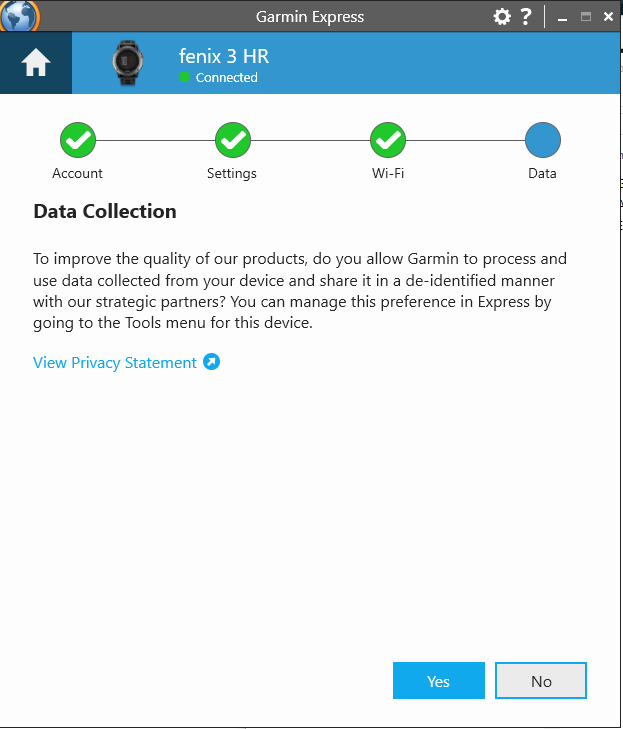 Garmin Express
fenix 3 HR
Connected
Account
Settings
Wi-Fi
Data
Data Collection
To improve the quality of our products, do you allow Garmin to process and
use data collected from your device and share it in a de-identified manner
with our strategic partners? You can manage this preference in Express by
going to the Tools menu for this device.
View Privacy Statement
Yes
No